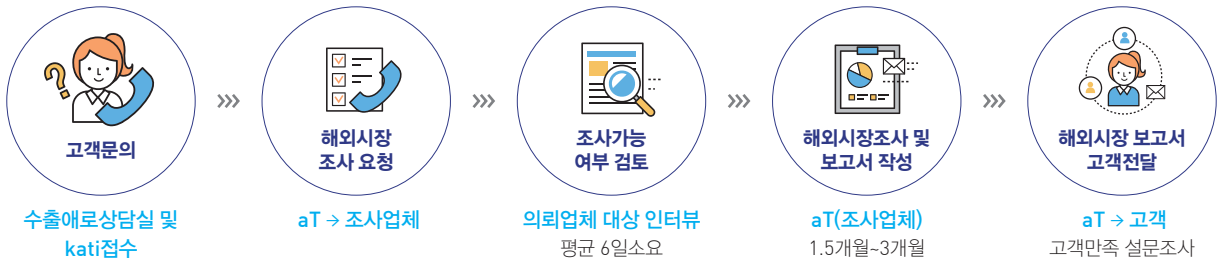 고객문의
수출애로상담실 및
kati접수
해외시장
조사 요청
aT → 조사업체
조사가능
여부 검토
의뢰업체 대상 인터뷰
평균 6일소요
해외시장조사 및
보고서 작성
aT(조사업체)
1.5개월~3개월
해외시장 보고서
고객전달
aT → 고객
고객만족 설문조사